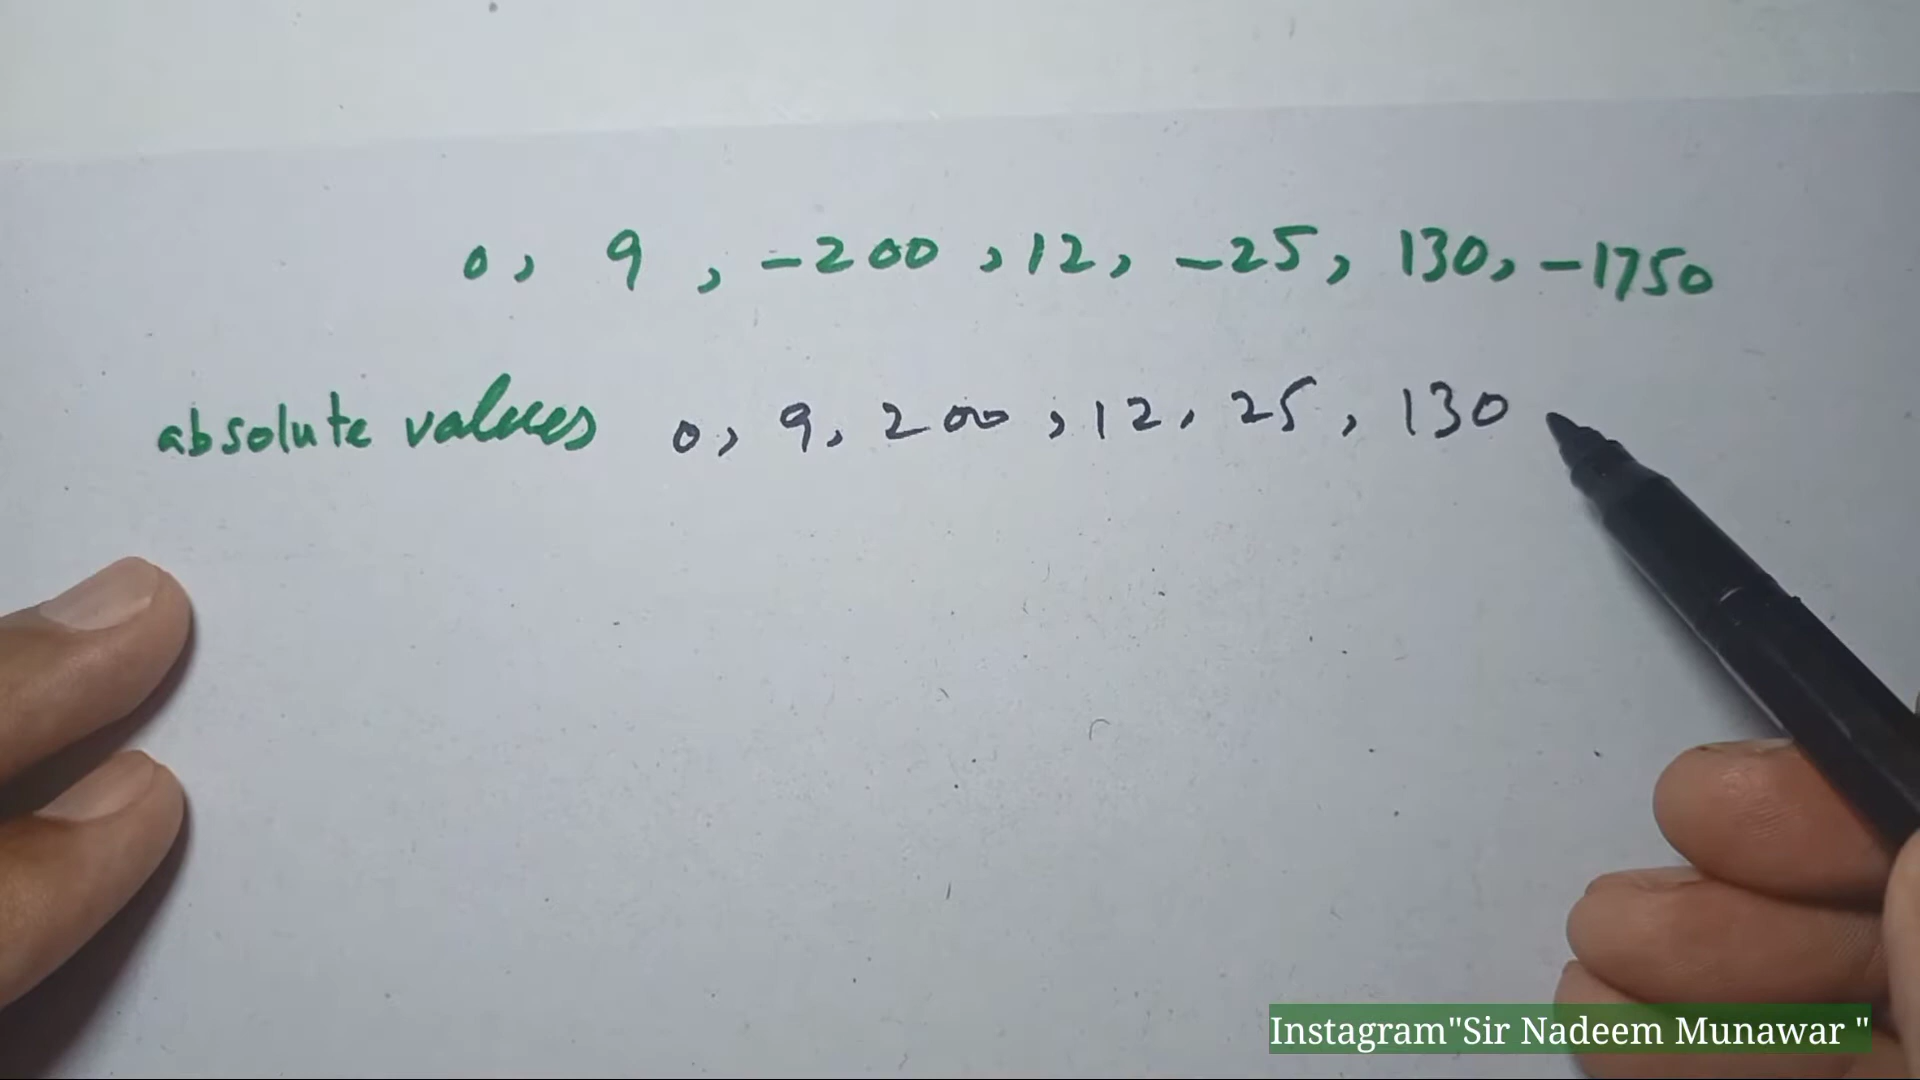 0, 9, -200, 12, -25, 130, -1750
absolute values 0, 9, 200, 12, 25, 130
Instagram"Sir Nadeem Munawar "